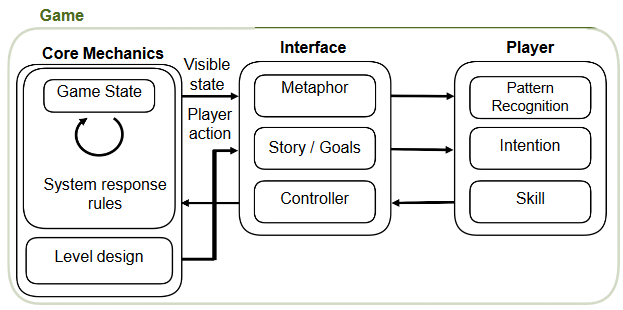 Game
Core Mechanics
Game State
System response
rules
Level design
Visible
state
Player
action
Interface
Metaphor
Story / Goals
Controller
Player
Pattern
Recognition
Intention
Skill